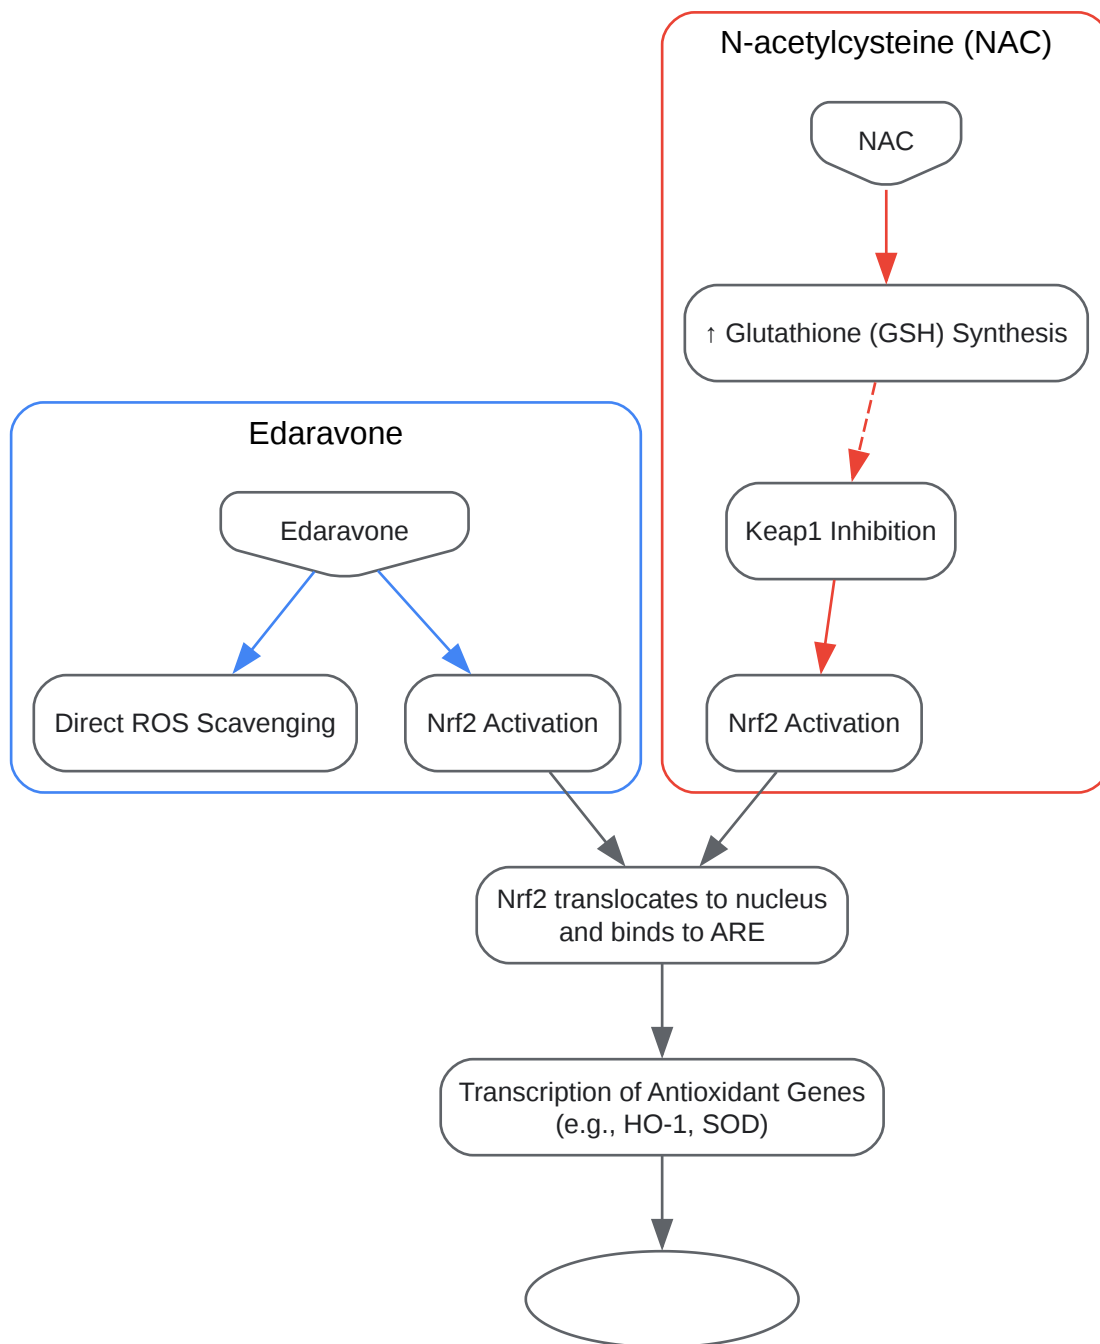 N-acetylcysteine (NAC)
NAC
↑ Glutathione (GSH) Synthesis
Keap1 Inhibition
Nrf2 Activation
Edaravone
Edaravone
Direct ROS Scavenging
Nrf2 Activation
Nrf2 translocates to nucleus
and binds to ARE
Transcription of Antioxidant Genes
(e.g., HO-1, SOD)